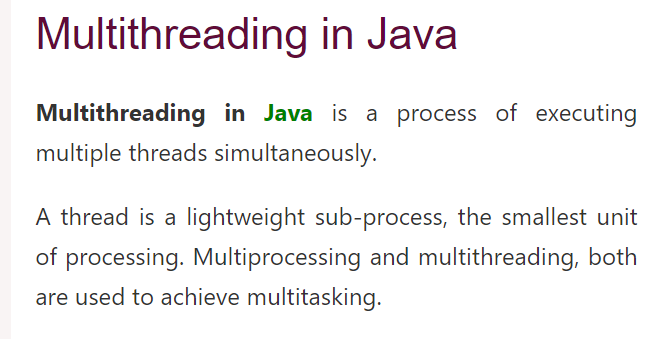 Multithreading in Java
Multithreading in Java is a process of executing
multiple threads simultaneously.
A thread is a lightweight sub-process, the smallest unit
of processing. Multiprocessing and multithreading, both
are used to achieve multitasking.